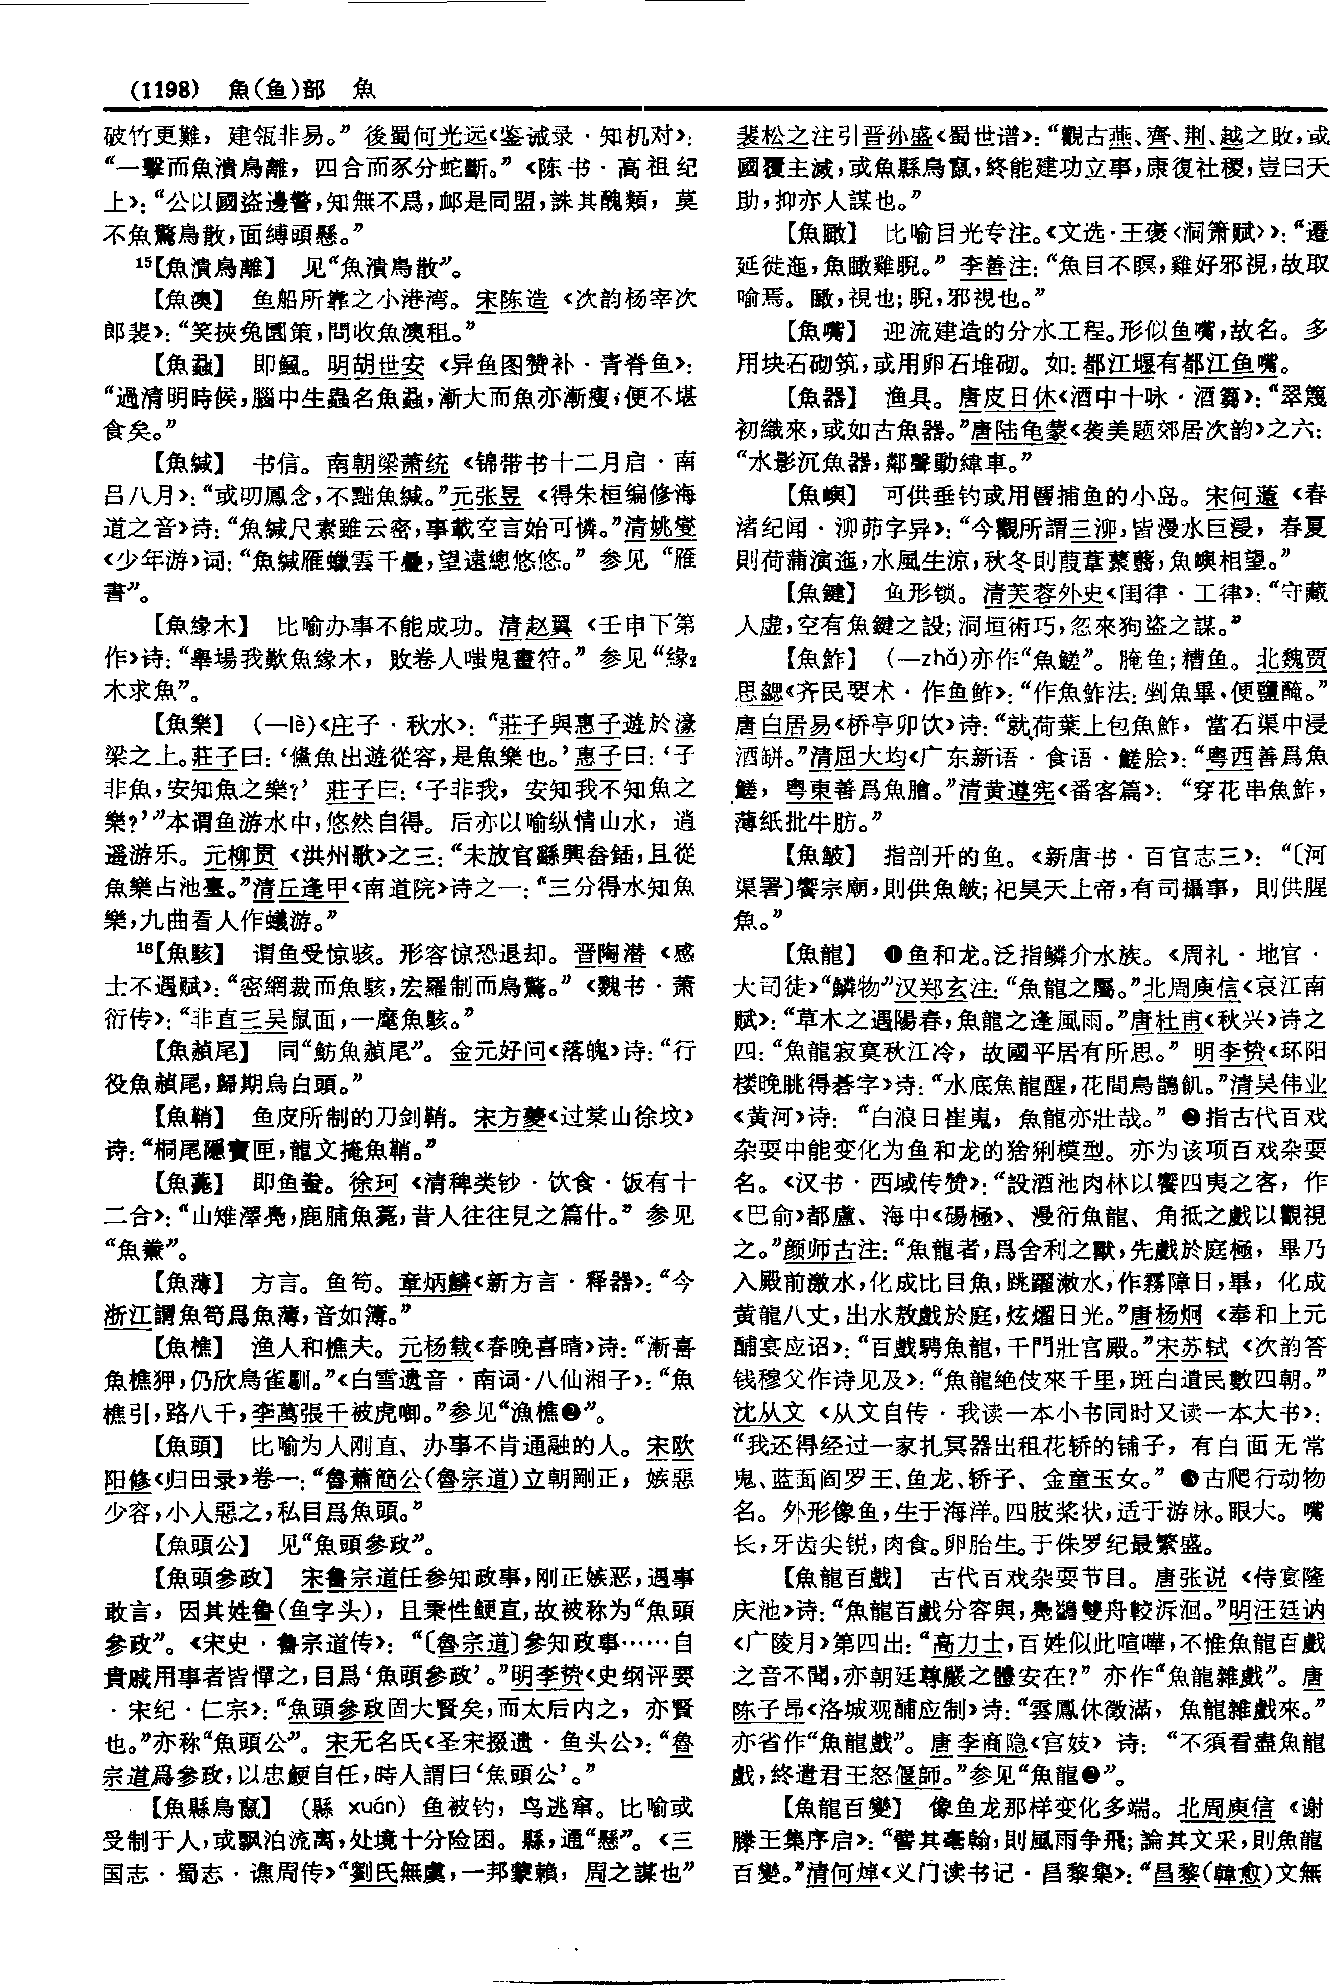 (1198) 魚(鱼)部 魚
破竹更難，建瓴非易。”後蜀何光远《鉴诫录·知机对》：
“一擊而魚潰鳥離，四合而豕分蛇斷。”《陈书·高祖纪
上》：“公以國盜邊警，知無不爲，䘏是同盟，誅其醜類，莫
不魚驚鳥散，面縛頭懸。”
15【魚潰鳥離】 见“魚潰鳥散”。
【魚澳】 鱼船所靠之小港湾。宋陈造《次韵杨宰次
郎裴》：“笑挾兔園策，問收魚澳租。”
【魚蝨】 即鲺。明胡世安《异鱼图赞补·青脊鱼》：
“過清明時候，腦中生蟲名魚蝨，漸大而魚亦漸瘦，便不堪
食矣。”
【魚緘】 书信。南朝梁萧统《锦带书十二月启·南
吕八月》：“或叨鳳念，不黜魚緘。”元张昱《得朱桓编修海
道之音》诗：“魚緘尺素雖云密，事載空言始可憐。”清姚燮
《少年游》词：“魚緘雁蠟雲千疊，望遠總悠悠。”参见“雁
書”。
【魚緣木】 比喻办事不能成功。清赵翼《壬申下第
作》诗：“舉場我歎魚緣木，敗卷人嗤鬼畫符。”参见“緣2
木求魚”。
【魚樂】 (—lè)《庄子·秋水》：“莊子與惠子遊於濠
梁之上。莊子曰：‘儵魚出遊從容，是魚樂也。’惠子曰：‘子
非魚，安知魚之樂？’莊子曰：‘子非我，安知我不知魚之
樂？’”本谓鱼游水中，悠然自得。后亦以喻纵情山水，逍
遥游乐。元柳贯《洪州歌》之三：“未放官繇興畚鍤，且從
魚樂占池臺。”清丘逢甲《南道院》诗之一：“三分得水知魚
樂，九曲看人作蟻游。”
16【魚駭】 谓鱼受惊骇。形容惊恐退却。晋陶潜《感
士不遇赋》：“密網裁而魚駭，宏羅制而鳥驚。”《魏书·萧
衍传》：“非直三吴鼠面，一麾魚駭。”
【魚赬尾】 同“魴魚赬尾”。金元好问《落魄》诗：“行
役魚赬尾，歸期烏白頭。”
【魚鞘】 鱼皮所制的刀剑鞘。宋方夔《过棠山徐坟》
诗：“桐尾隱寶匣，龍文掩魚鞘。”
【魚薧】 即鱼鲞。徐珂《清稗类钞·饮食·饭有十
二合》：“山雉澤鳧，鹿脯魚薧，昔人往往見之篇什。”参见
“魚鮝”。
【魚薄】 方言。鱼笱。章炳麟《新方言·释器》：“今
浙江謂魚笱爲魚薄，音如簿。”
【魚樵】 渔人和樵夫。元杨载《春晚喜晴》诗：“漸喜
魚樵狎，仍欣鳥雀馴。”《白雪遗音·南词·八仙湘子》：“魚
樵引，路八千，李萬張千被虎啣。”参见“漁樵❷”。
【魚頭】 比喻为人刚直、办事不肯通融的人。宋欧
阳修《归田录》卷一：“魯肅簡公(魯宗道)立朝剛正，嫉惡
少容，小人惡之，私目爲魚頭。”
【魚頭公】 见“魚頭參政”。
【魚頭參政】 宋鲁宗道任参知政事，刚正嫉恶，遇事
敢言，因其姓鲁(鱼字头)，且秉性鲠直，故被称为“魚頭
參政”。《宋史·鲁宗道传》：“〔魯宗道〕參知政事……自
貴戚用事者皆憚之，目爲‘魚頭參政’。”明李贽《史纲评要
·宋纪·仁宗》：“魚頭參政固大賢矣，而太后内之，亦賢
也。”亦称“魚頭公”。宋无名氏《圣宋掇遗·鱼头公》：“魯
宗道爲參政，以忠鯁自任，時人謂曰‘魚頭公’。”
【魚縣鳥竄】 (縣 xuán) 鱼被钓，鸟逃窜。比喻或
受制于人，或飘泊流离，处境十分险困。縣，通“懸”。《三
国志·蜀志·谯周传》“劉氏無虞，一邦蒙賴，周之謀也”
裴松之注引晋孙盛《蜀世谱》：“觀古燕、齊、荆、越之敗，或
國覆主滅，或魚縣鳥竄，終能建功立事，康復社稷，豈曰天
助，抑亦人謀也。”
【魚瞰】 比喻目光专注。《文选·王褒〈洞箫赋〉》：“遷
延徙迤，魚瞰雞睨。”李善注：“魚目不瞑，雞好邪視，故取
喻焉。瞰，視也；睨，邪視也。”
【魚嘴】 迎流建造的分水工程。形似鱼嘴，故名。多
用块石砌筑，或用卵石堆砌。如：都江堰有都江鱼嘴。
【魚器】 渔具。唐皮日休《酒中十咏·酒篘》：“翠篾
初織來，或如古魚器。”唐陆龟蒙《袭美题郊居次韵》之六：
“水影沉魚器，鄰聲動緯車。”
【魚嶼】 可供垂钓或用罾捕鱼的小岛。宋何薳《春
渚纪闻·泖茆字异》：“今觀所謂三泖，皆漫水巨浸，春夏
則荷蒲演迤，水風生涼，秋冬則葭葦藂蘙，魚嶼相望。”
【魚鍵】 鱼形锁。清芙蓉外史《闺律·工律》：“守藏
人虚，空有魚鍵之設；洞垣術巧，忽來狗盜之謀。”
【魚鮓】 (—zhǎ)亦作“魚鲝”。腌鱼；糟鱼。北魏贾
思勰《齐民要术·作鱼鲊》：“作魚鮓法：剉魚畢，便鹽醃。”
唐白居易《桥亭卯饮》诗：“就荷葉上包魚鮓，當石渠中浸
酒缾。”清屈大均《广东新语·食语·鲝脍》：“粤西善爲魚
鲝，粤東善爲魚膾。”清黄遵宪《番客篇》：“穿花串魚鮓，
薄紙批牛肪。”
【魚鮍】 指剖开的鱼。《新唐书·百官志三》：“〔河
渠署〕饗宗廟，則供魚鮍；祀昊天上帝，有司攝事，則供腥
魚。”
【魚龍】 ❶鱼和龙。泛指鳞介水族。《周礼·地官·
大司徒》“鱗物”汉郑玄注：“魚龍之屬。”北周庾信《哀江南
赋》：“草木之遇陽春，魚龍之逢風雨。”唐杜甫《秋兴》诗之
四：“魚龍寂寞秋江冷，故國平居有所思。”明李贽《环阳
楼晚眺得碁字》诗：“水底魚龍醒，花間鳥鵲飢。”清吴伟业
《黄河》诗：“白浪日崔嵬，魚龍亦壯哉。”❷指古代百戏
杂耍中能变化为鱼和龙的猞猁模型。亦为该项百戏杂耍
名。《汉书·西域传赞》：“設酒池肉林以饗四夷之客，作
《巴俞》都盧、海中《碭極》、漫衍魚龍、角抵之戲以觀視
之。”颜师古注：“魚龍者，爲舍利之獸，先戲於庭極，畢乃
入殿前激水，化成比目魚，跳躍漱水，作霧障日，畢，化成
黄龍八丈，出水敖戲於庭，炫燿日光。”唐杨炯《奉和上元
酺宴应诏》：“百戲騁魚龍，千門壯宮殿。”宋苏轼《次韵答
钱穆父作诗见及》：“魚龍絶伎來千里，斑白遺民數四朝。”
沈从文《从文自传·我读一本小书同时又读一本大书》：
“我还得经过一家扎冥器出租花轿的铺子，有白面无常
鬼、蓝面阎罗王、鱼龙、轿子、金童玉女。”❸古爬行动物
名。外形像鱼，生于海洋。四肢桨状，适于游泳。眼大。嘴
长，牙齿尖锐，肉食。卵胎生。于侏罗纪最繁盛。
【魚龍百戲】 古代百戏杂耍节目。唐张说《侍宴隆
庆池》诗：“魚龍百戲分容與，鳧鷁雙舟較泝洄。”明汪廷讷
《广陵月》第四出：“高力士，百姓似此喧嘩，不惟魚龍百戲
之音不聞，亦朝廷尊嚴之體安在？”亦作“魚龍雜戲”。唐
陈子昂《洛城观酺应制》诗：“雲鳳休徵滿，魚龍雜戲來。”
亦省作“魚龍戲”。唐李商隐《宫妓》诗：“不須看盡魚龍
戲，終遣君王怒偃師。”参见“魚龍❷”。
【魚龍百變】 像鱼龙那样变化多端。北周庾信《谢
滕王集序启》：“譬其毫翰，則風雨争飛；論其文采，則魚龍
百變。”清何焯《义门读书记·昌黎集》：“昌黎(韓愈)文無